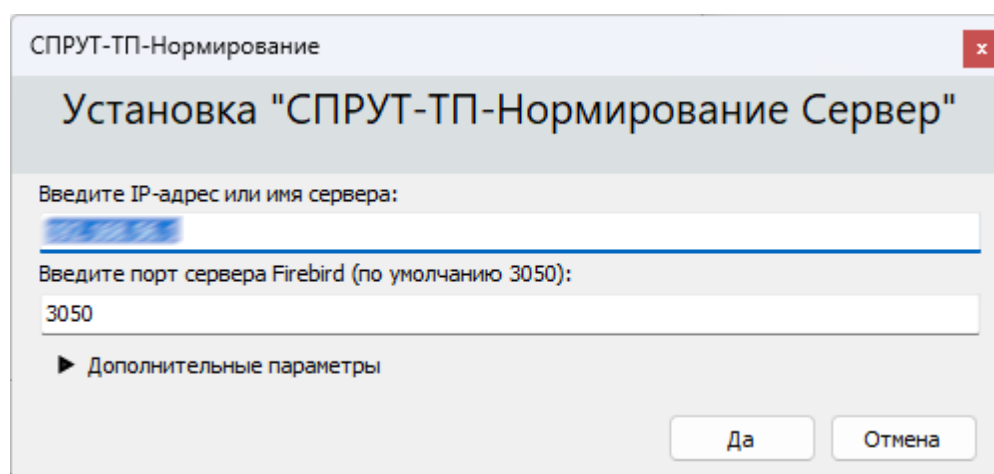 СПРУТ-ТП-Нормирование
x
Установка "СПРУТ-ТП-Нормирование Сервер"
Введите IP-адрес или имя сервера:
Введите порт сервера Firebird (по умолчанию 3050):
3050
Дополнительные параметры
Да Отмена